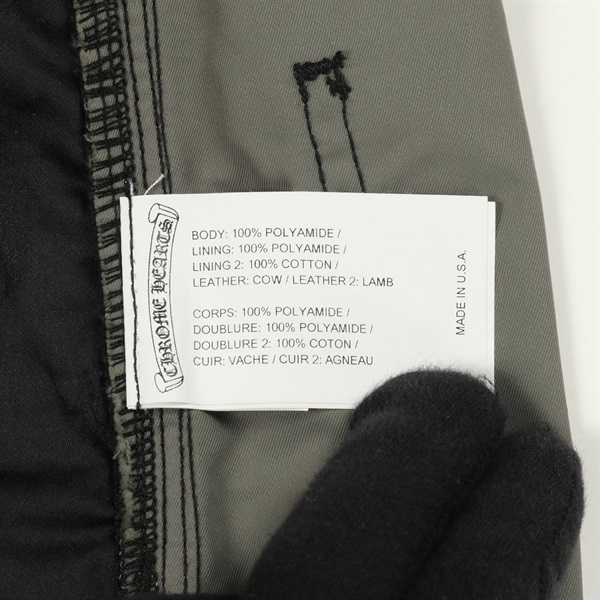 CHROME HEARTS
BODY: 100% POLYAMIDE /
LINING: 100% POLYAMIDE /
LINING 2: 100% COTTON /
LEATHER: COW / LEATHER 2: LAMB
CORPS: 100% POLYAMIDE /
DOUBLURE: 100% POLYAMIDE /
DOUBLURE 2: 100% COTON /
CUIR: VACHE / CUIR 2: AGNEAU
MADE IN U.S.A.